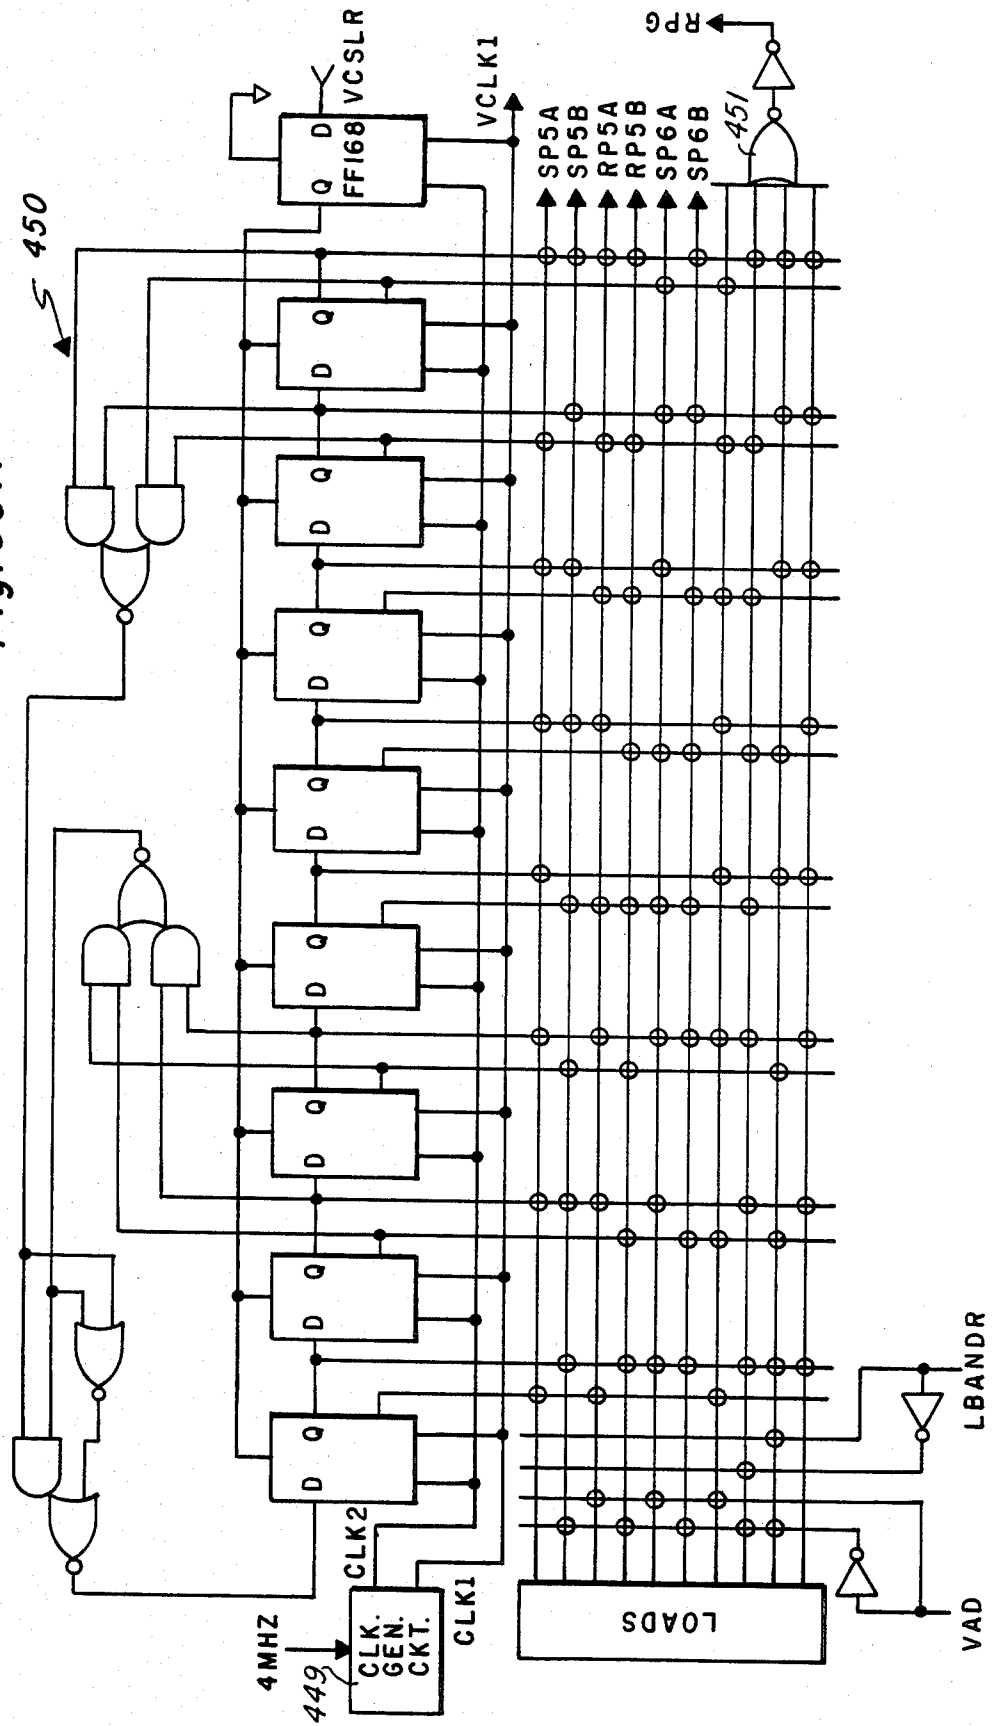 450
4MHZ
449
CLK.
GEN.
CKT.
CLK2
CLK1
D Q
D Q
D Q
D Q
D Q
D Q
D Q
D Q
Q D
FF168
VCSLR
VCLK1
SP5A
SP5B
RP5A
RP5B
SP6A
SP6B
451
RPG
LOADS
VAD
LBANDR